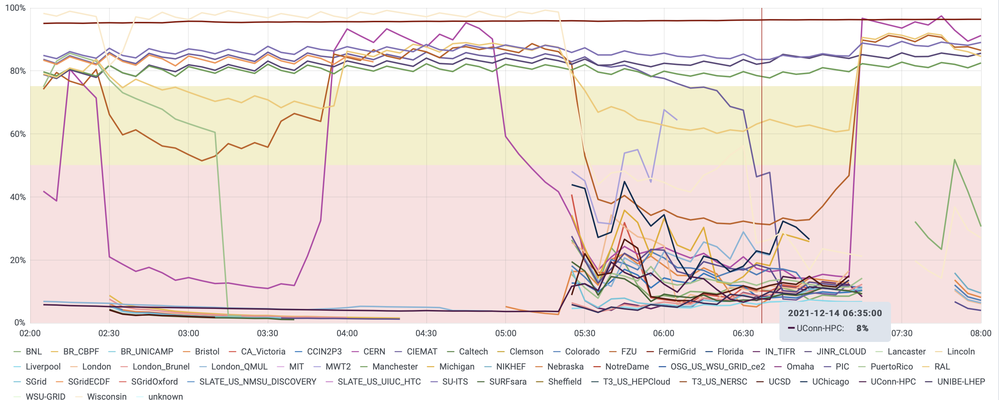 100%
80%
60%
40%
20%
0%
02:00 02:30 03:00 03:30 04:00 04:30 05:00 05:30 06:00 06:30 07:30 08:00
2021-12-14 06:35:00
UConn-HPC: 8%
BNL BR_CBPF BR_UNICAMP Bristol CA_Victoria CCIN2P3 CERN CIEMAT Caltech Clemson Colorado FZU FermiGrid Florida IN_TIFR JINR_CLOUD Lancaster Lincoln
Liverpool London London_Brunel London_QMUL MIT MWT2 Manchester Michigan NIKHEF Nebraska NotreDame OSG_US_WSU_GRID_ce2 Omaha PIC PuertoRico RAL
SGrid SGridECDF SGridOxford SLATE_US_NMSU_DISCOVERY SLATE_US_UIUC_HTC SU-ITS SURFsara Sheffield T3_US_HEPCloud T3_US_NERSC UCSD UChicago UConn-HPC UNIBE-LHEP
WSU-GRID Wisconsin unknown